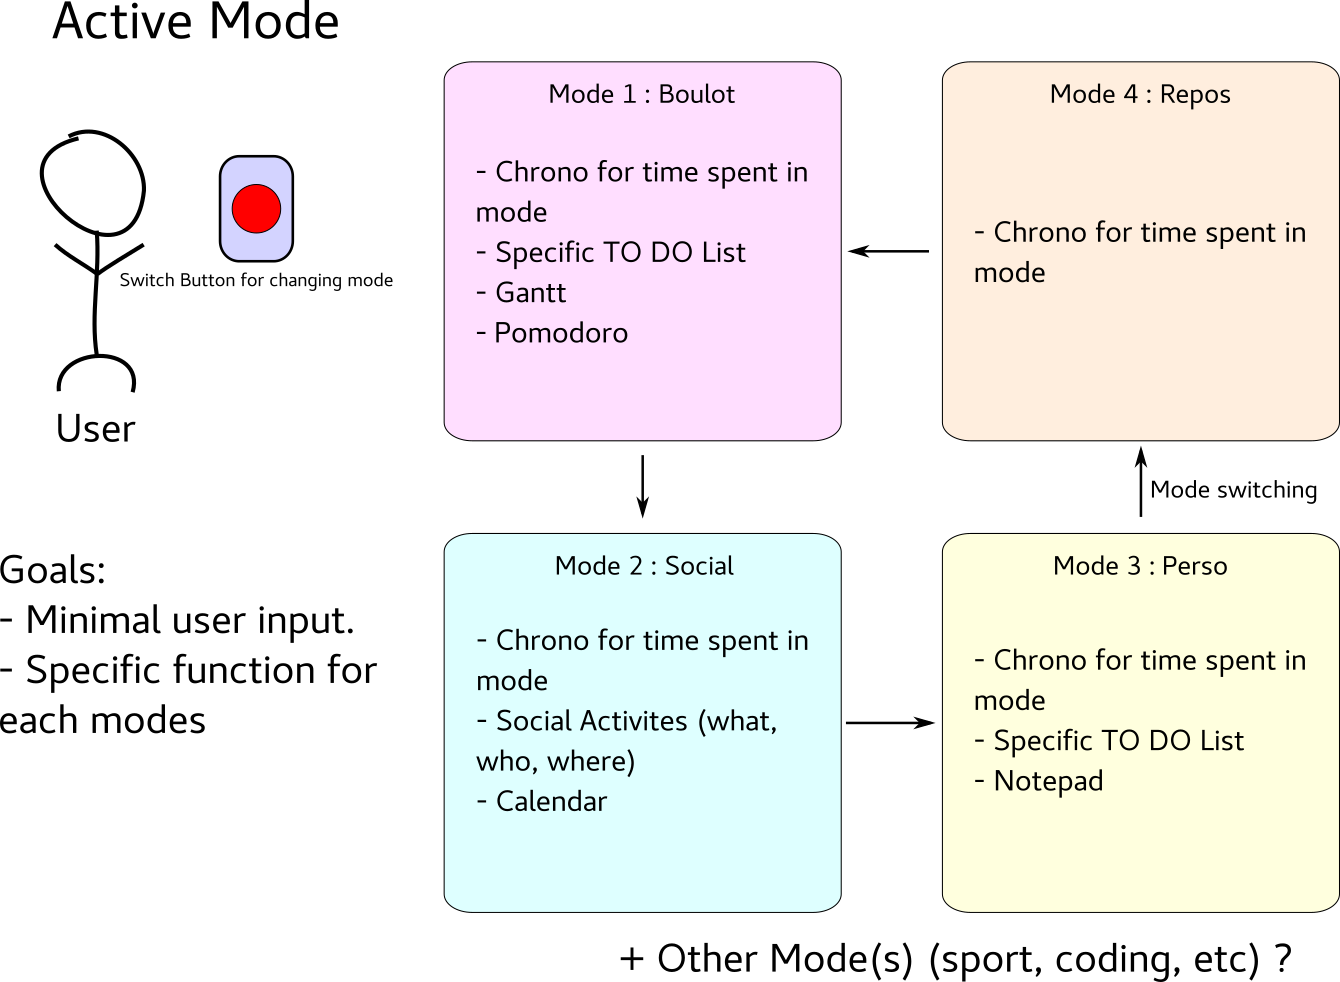 Active Mode
Switch Button for changing mode
User
Goals:
- Minimal user input.
- Specific function for
each modes
Mode 1 : Boulot
- Chrono for time spent in
mode
- Specific TO DO List
- Gantt
- Pomodoro
Mode 4 : Repos
- Chrono for time spent in
mode
Mode switching
Mode 2 : Social
- Chrono for time spent in
mode
- Social Activites (what,
who, where)
- Calendar
Mode 3 : Perso
- Chrono for time spent in
mode
- Specific TO DO List
- Notepad
+ Other Mode(s) (sport, coding, etc) ?